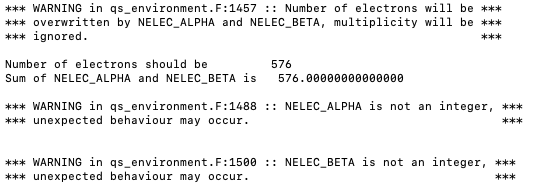 *** WARNING in qs_environment.F:1457 :: Number of electrons will be ***
*** overwritten by NELEC_ALPHA and NELEC_BETA, multiplicity will be ***
*** ignored. ***
Number of electrons should be 576
Sum of NELEC_ALPHA and NELEC_BETA is 576.00000000000000
*** WARNING in qs_environment.F:1488 :: NELEC_ALPHA is not an integer, ***
*** unexpected behaviour may occur. ***
*** WARNING in qs_environment.F:1500 :: NELEC_BETA is not an integer, ***
*** unexpected behaviour may occur. ***